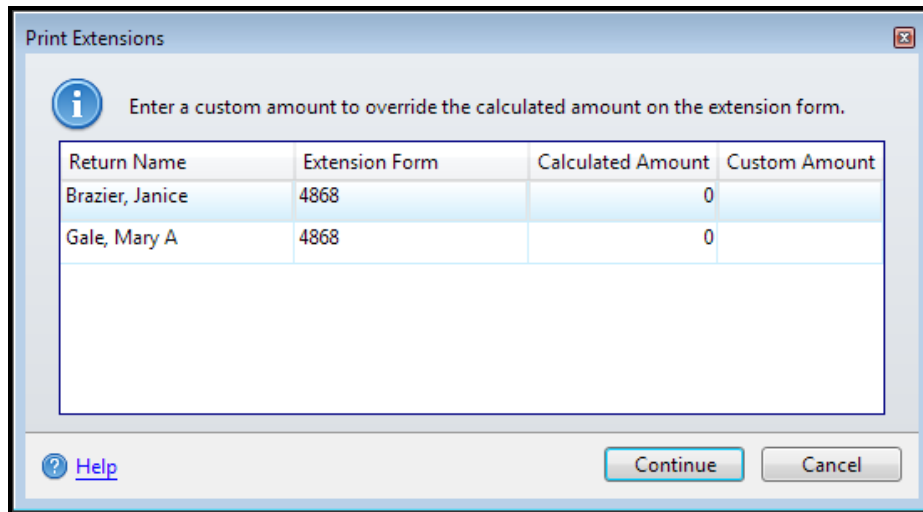 Print Extensions
Enter a custom amount to override the calculated amount on the extension form.
Return Name Extension Form Calculated Amount Custom Amount
Brazier, Janice 4868 0
Gale, Mary A 4868 0
Help Continue Cancel